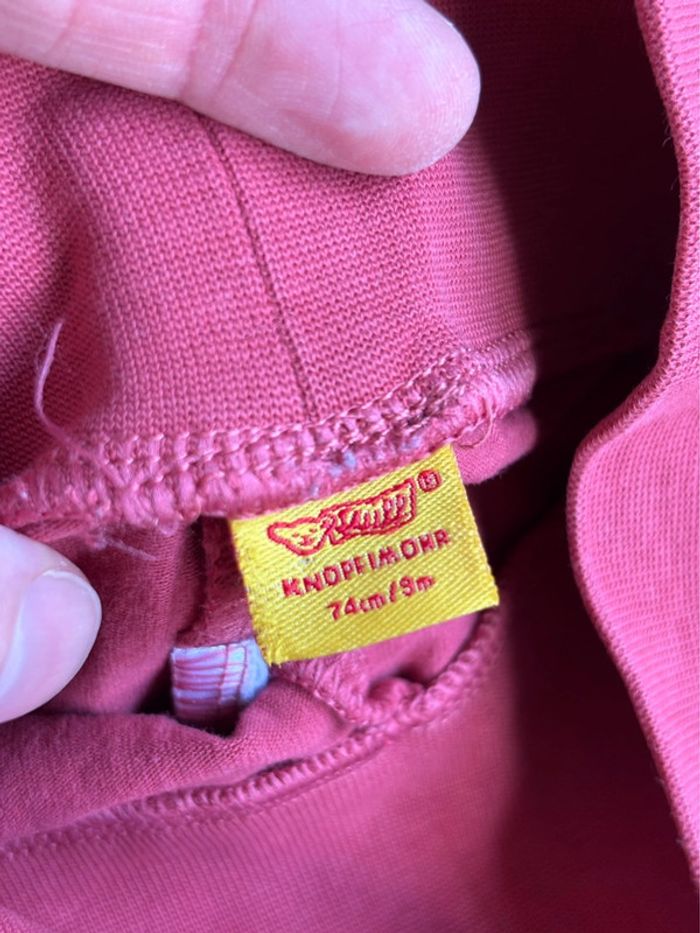 Steiff
KNOPF IM OHR
74cm/9m